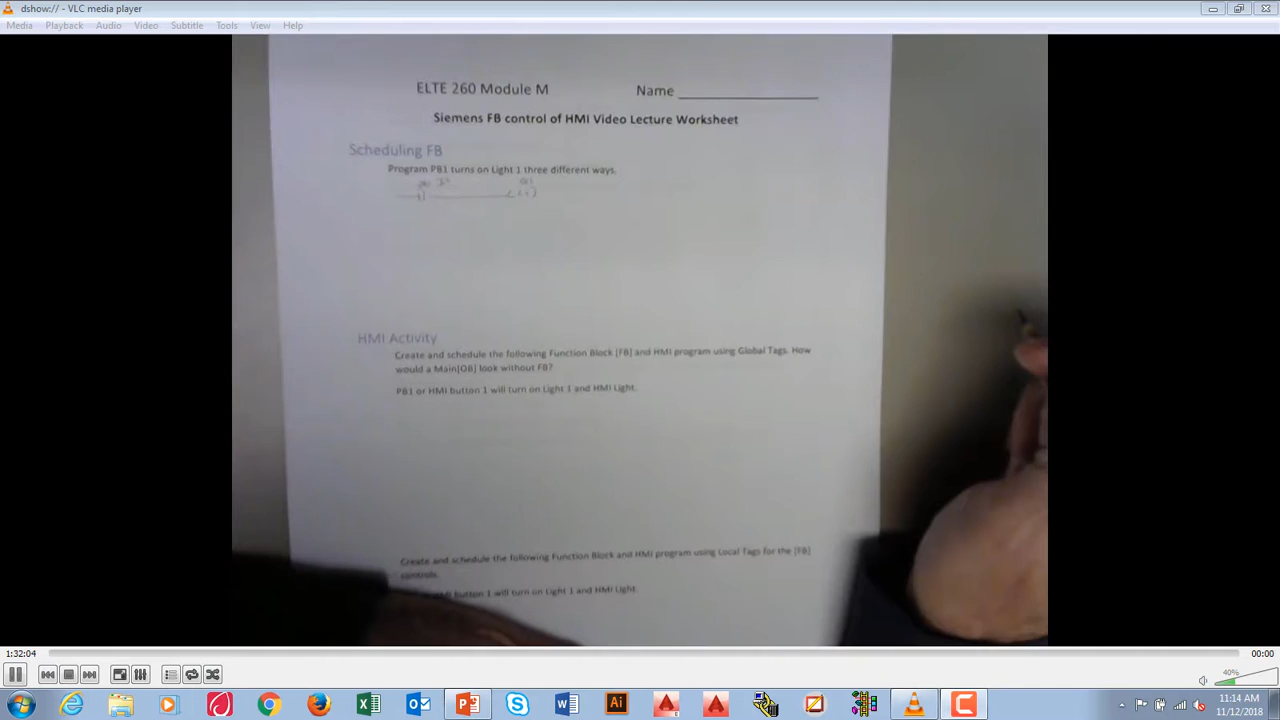 dshow:// - VLC media player
Media Playback Audio Video Subtitle Tools View Help
ELTE 260 Module M Name
Siemens FB control of HMI Video Lecture Worksheet
Scheduling FB
Program PB1 turns on Light 1 three different ways.
HMI Activity
Create and schedule the following Function Block [FB] and HMI program using Global Tags. How
would a Main[OB] look without FB?
PB1 or HMI button 1 will turn on Light 1 and HMI Light.
Create and schedule the following Function Block and HMI program using Local Tags for the [FB]
controls.
button 1 will turn on Light 1 and HMI Light.
1:32:04 00:00
40%
11:14 AM
11/12/2018